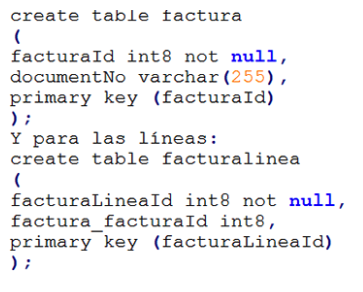 create table factura
(
facturaId int8 not null,
documentNo varchar(255),
primary key (facturaId)
);
Y para las líneas:
create table facturalinea
(
facturaLineaId int8 not null,
factura_facturaId int8,
primary key (facturaLineaId)
);